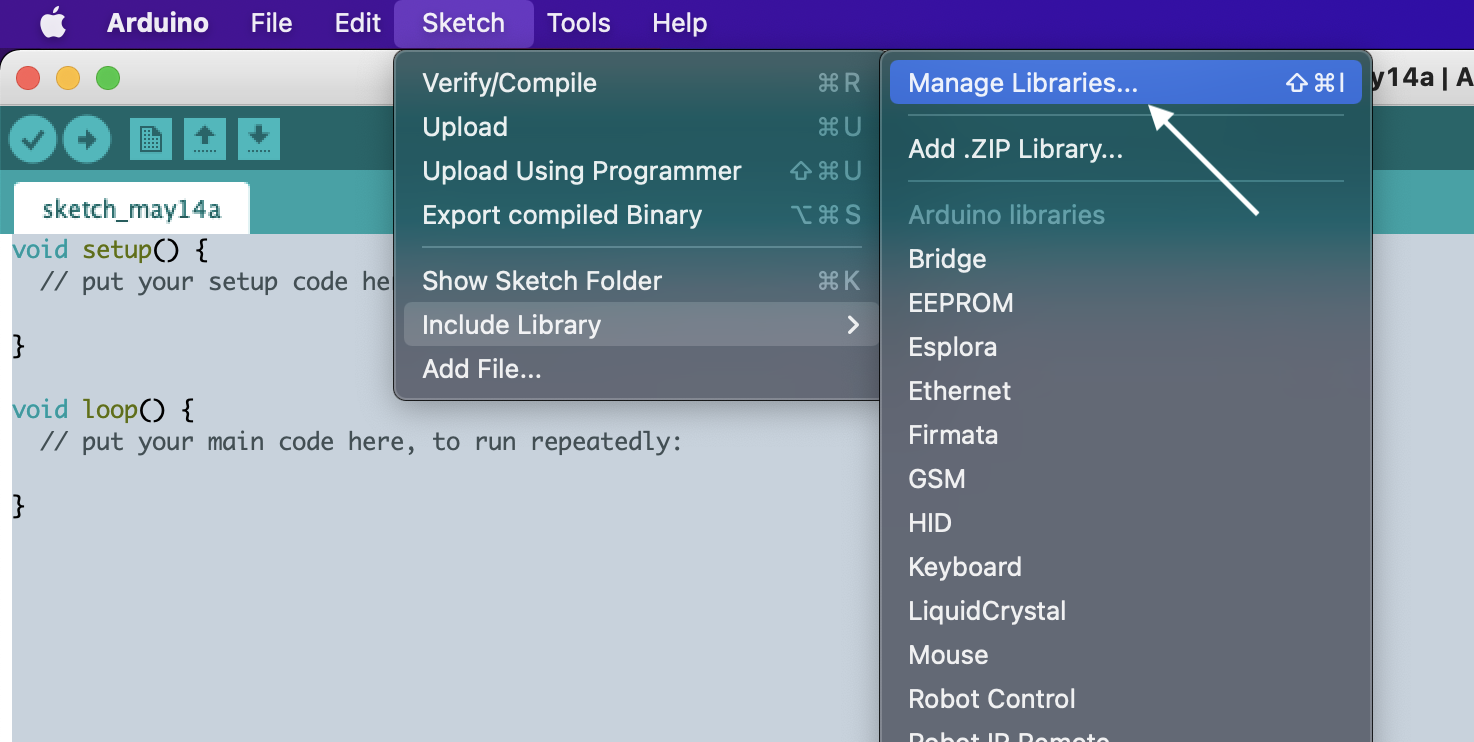 Arduino File Edit Sketch Tools Help
y14a | A
sketch_may14a
void setup() {
// put your setup code he
}
void loop() {
// put your main code here, to run repeatedly:
}
Verify/Compile ⌘R
Upload ⌘U
Upload Using Programmer ⇧⌘U
Export compiled Binary ⌥⌘S
Show Sketch Folder ⌘K
Include Library
Add File...
Manage Libraries... ⇧⌘I
Add .ZIP Library...
Arduino libraries
Bridge
EEPROM
Esplora
Ethernet
Firmata
GSM
HID
Keyboard
LiquidCrystal
Mouse
Robot Control
Robot IR Remote